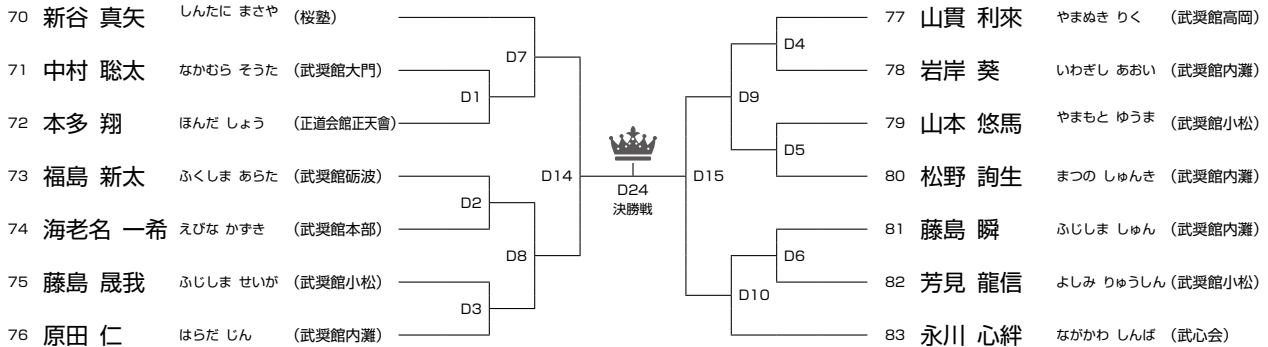 70 新谷 真矢 しんたに まさや (桜塾)
71 中村 聡太 なかむら そうた (武奨館大門)
72 本多 翔 ほんだ しょう (正道会館正天會)
73 福島 新太 ふくしま あらた (武奨館砺波)
74 海老名 一希 えびな かずき (武奨館本部)
75 藤島 晟我 ふじしま せいが (武奨館小松)
76 原田 仁 はらだ じん (武奨館内灘)
D7
D1
D14
D2
D8
D3
D24
決勝戦
D4
D9
D5
D15
D6
D10
77 山貫 利來 やまぬき りく (武奨館高岡)
78 岩岸 葵 いわぎし あおい (武奨館内灘)
79 山本 悠馬 やまもと ゆうま (武奨館小松)
80 松野 詢生 まつの しゅんき (武奨館内灘)
81 藤島 瞬 ふじしま しゅん (武奨館内灘)
82 芳見 龍信 よしみ りゅうしん (武奨館小松)
83 永川 心絆 ながかわ しんば (武心会)